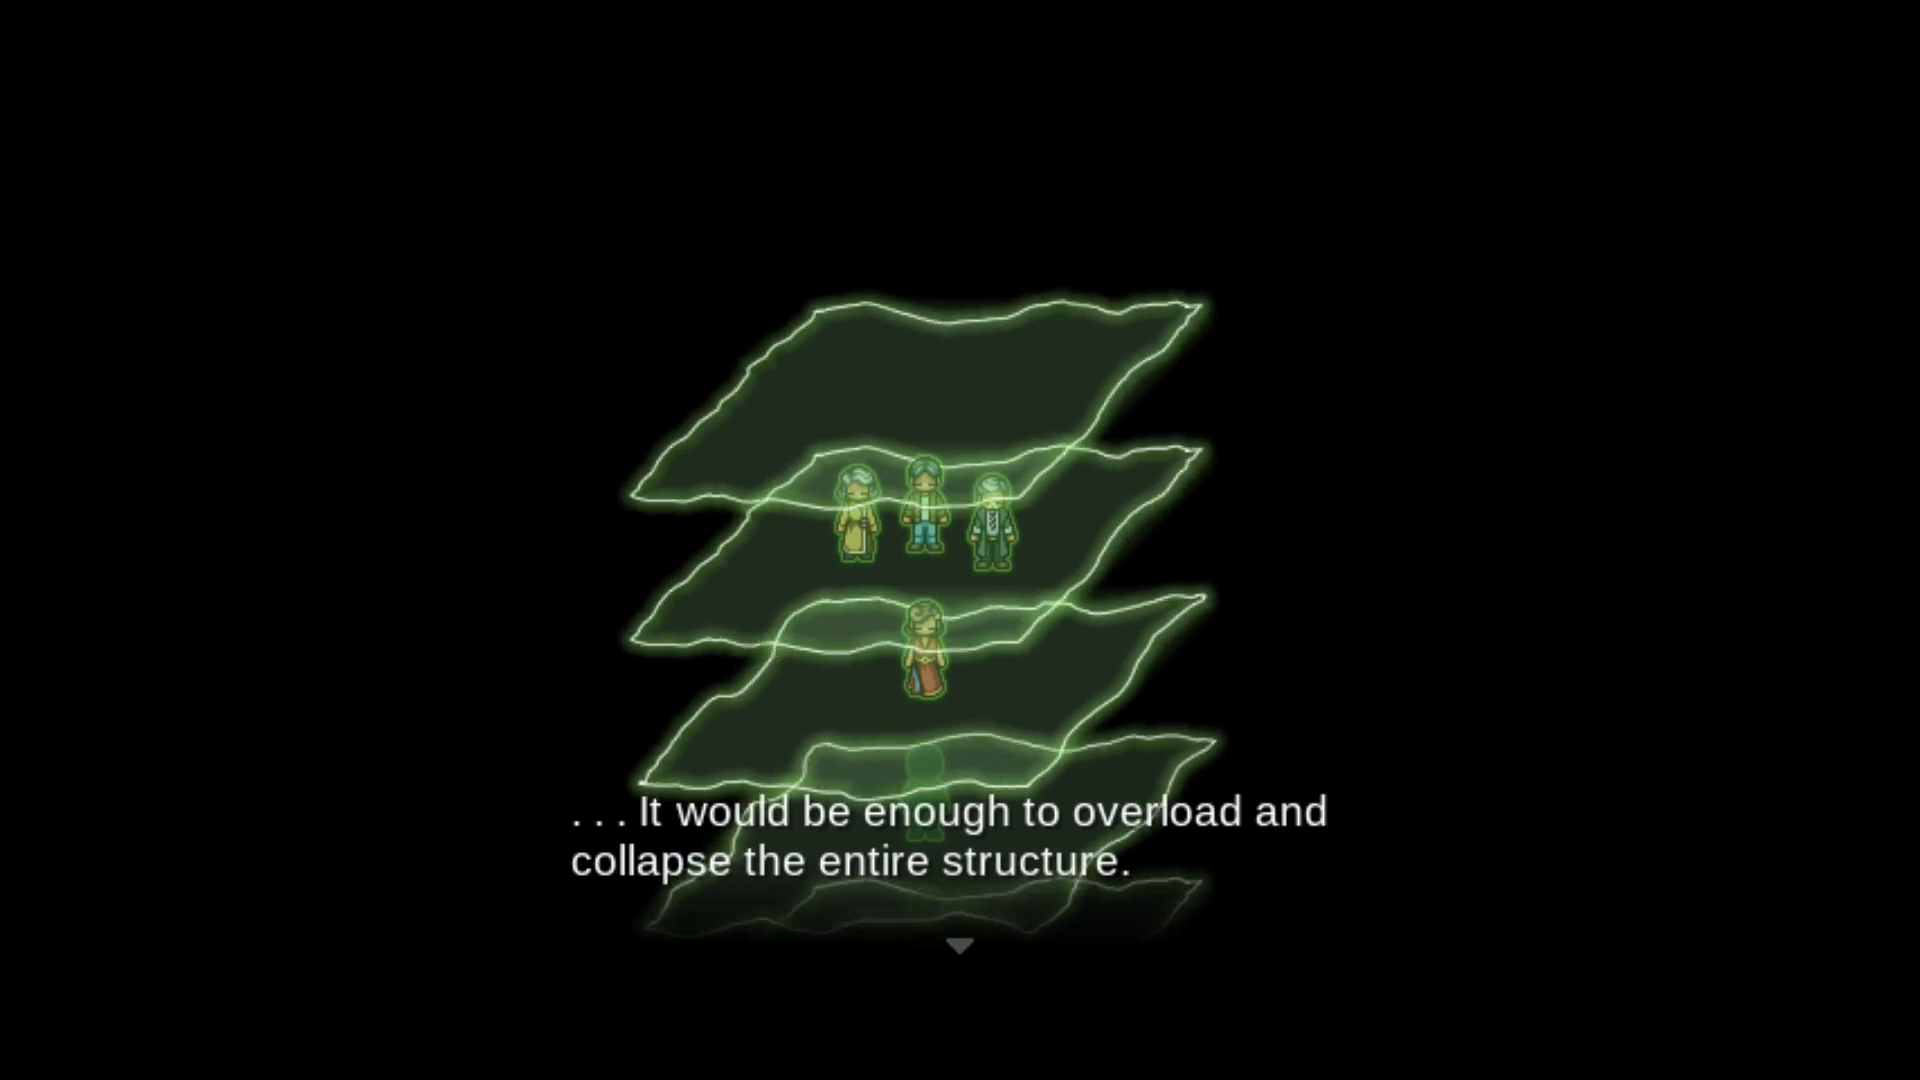 . . . It would be enough to overload and
collapse the entire structure.